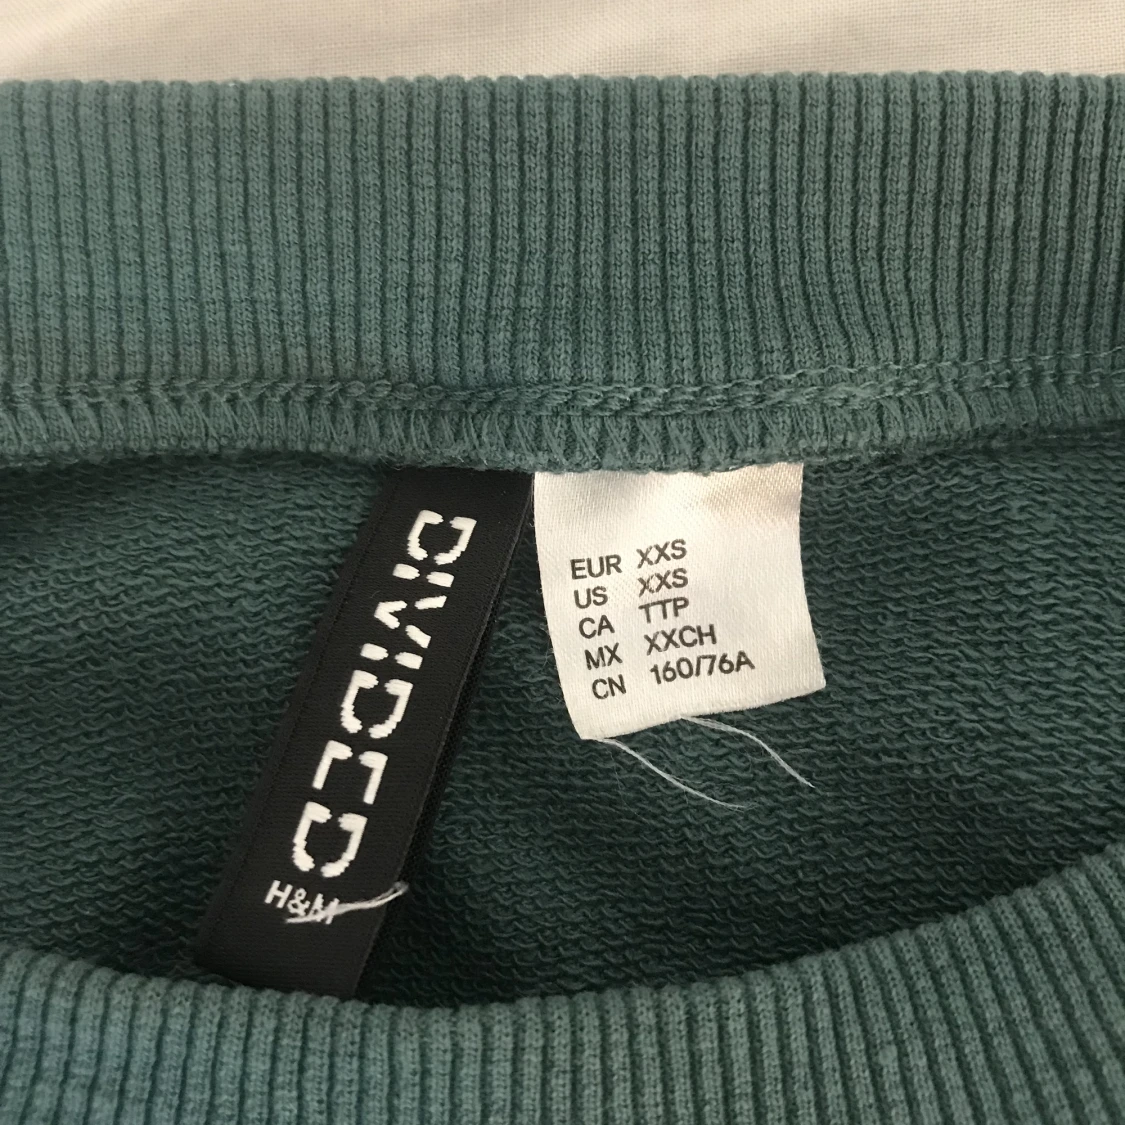 DIVIDED
H&M
EUR XXS
US XXS
CA TTP
MX XXCH
CN 160/76A